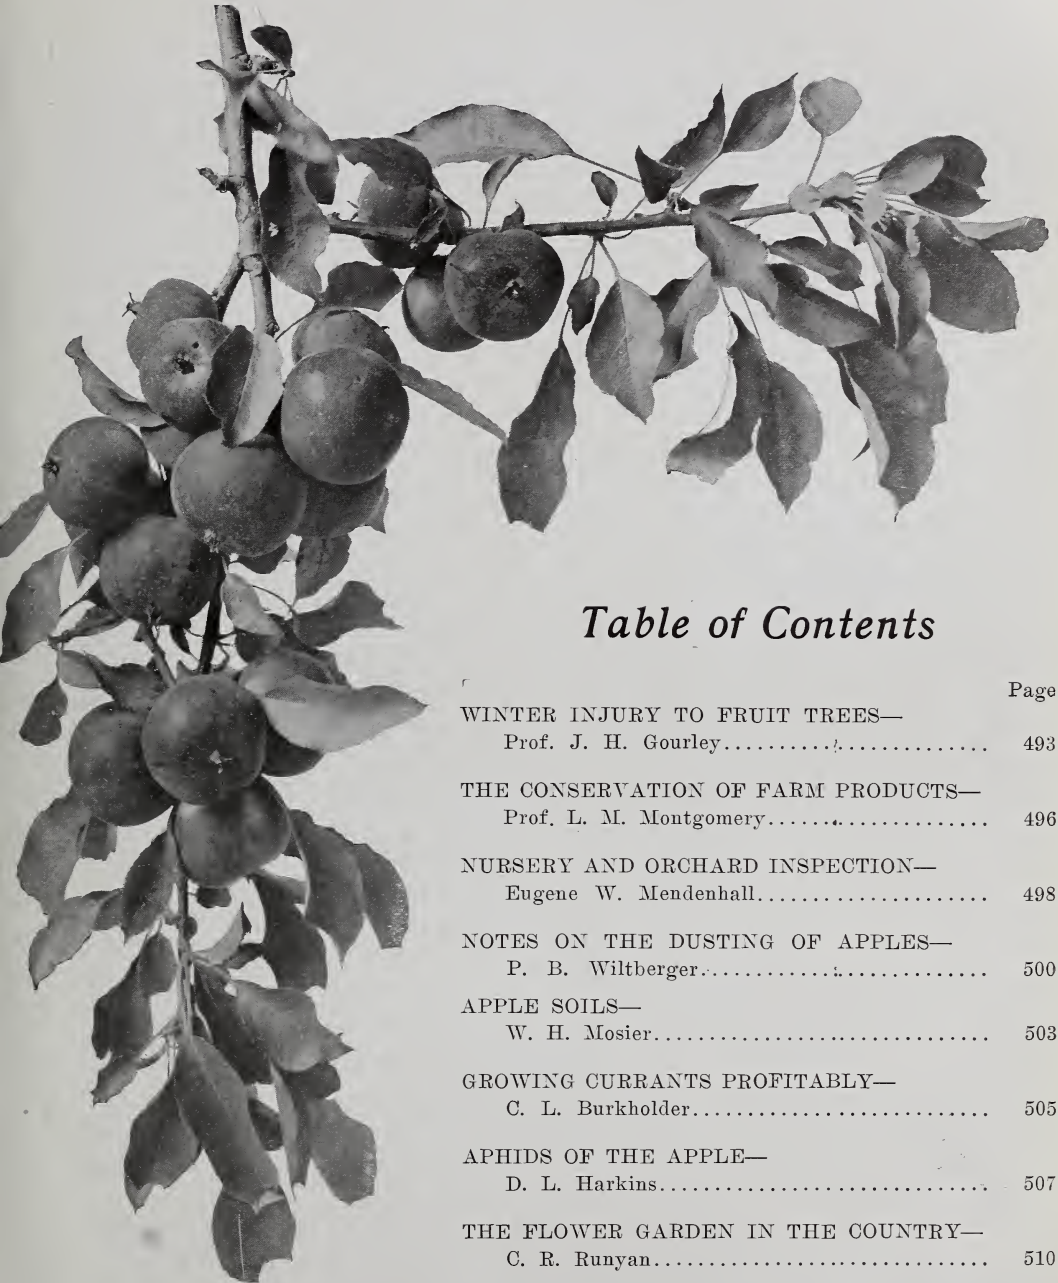 Table of Contents
Page
WINTER INJURY TO FRUIT TREES—
Prof. J. H. Gourley........................ 493
THE CONSERVATION OF FARM PRODUCTS—
Prof. L. M. Montgomery.................... 496
NURSERY AND ORCHARD INSPECTION—
Eugene W. Mendenhall..................... 498
NOTES ON THE DUSTING OF APPLES—
P. B. Wiltberger.......................... 500
APPLE SOILS—
W. H. Mosier.............................. 503
GROWING CURRANTS PROFITABLY—
C. L. Burkholder.......................... 505
APHIDS OF THE APPLE—
D. L. Harkins............................. 507
THE FLOWER GARDEN IN THE COUNTRY—
C. R. Runyan.............................. 510